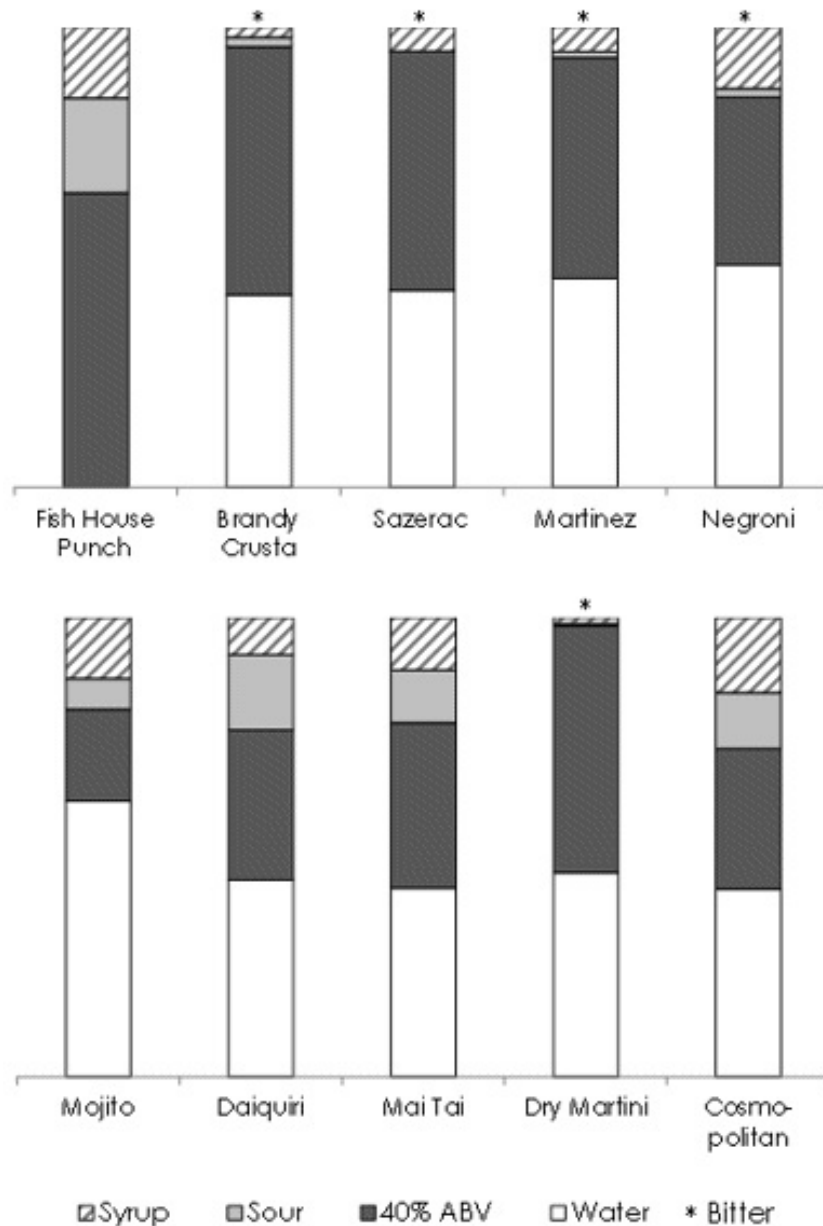 * * * *
Fish House Punch
Brandy Crusta
Sazerac
Martinez
Negroni
*
Mojito
Daiquiri
Mai Tai
Dry Martini
Cosmo-politan
Syrup Sour 40% ABV Water * Bitter